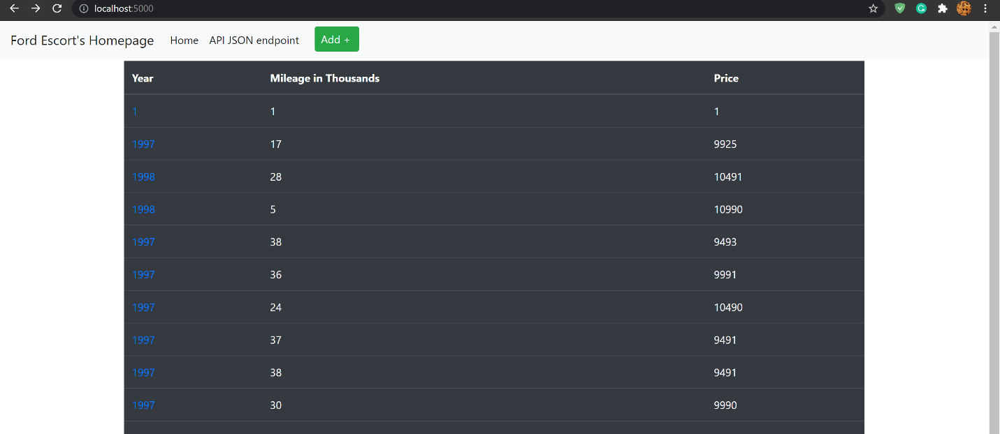 localhost:5000
Ford Escort's Homepage Home API JSON endpoint Add +
Year Mileage in Thousands Price
1 1 1
1997 17 9925
1998 28 10491
1998 5 10990
1997 38 9493
1997 36 9991
1997 24 10490
1997 37 9491
1997 38 9491
1997 30 9990